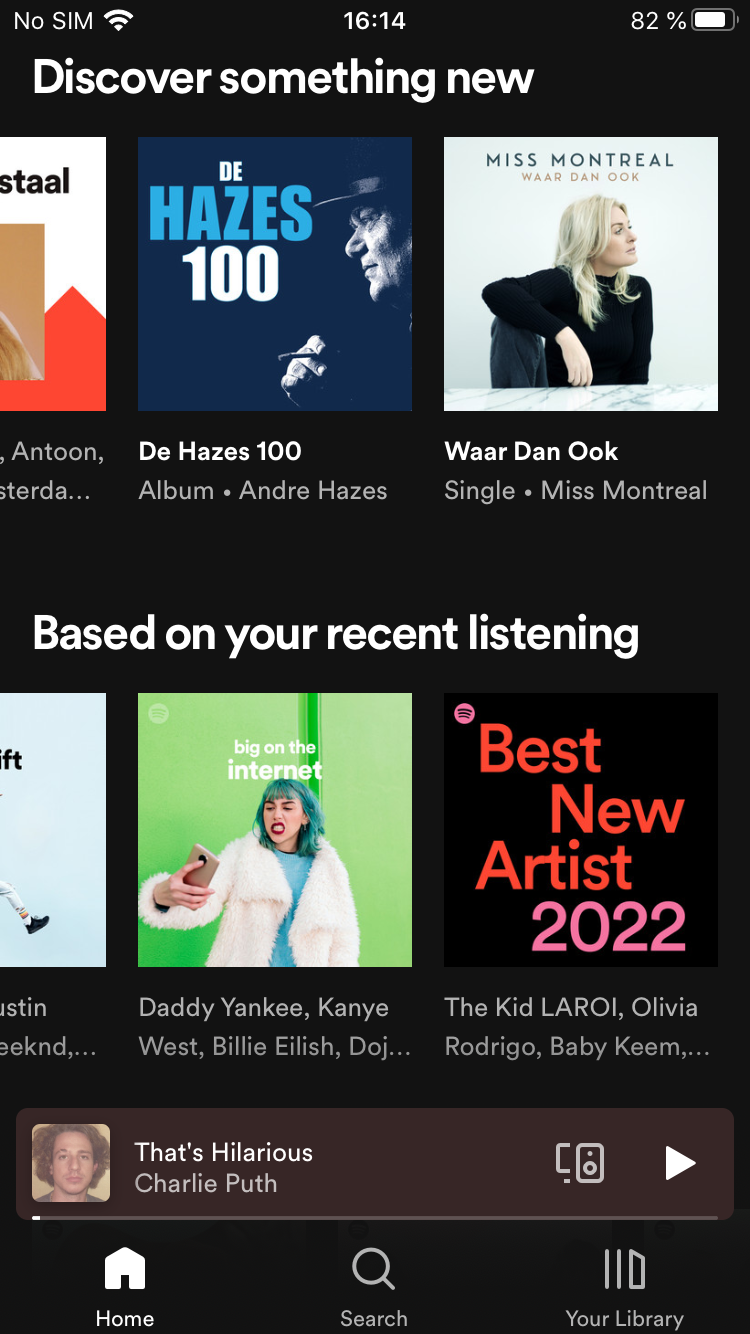 No SIM 16:14 82 %
Discover something new
staal
DE
HAZES
100
MISS MONTREAL
WAAR DAN OOK
, Antoon,
sterda...
De Hazes 100
Album • Andre Hazes
Waar Dan Ook
Single • Miss Montreal
Based on your recent listening
ift
big on the
internet
Best
New
Artist
2022
ustin
eeknd,...
Daddy Yankee, Kanye
West, Billie Eilish, Doj...
The Kid LAROI, Olivia
Rodrigo, Baby Keem,...
That's Hilarious
Charlie Puth
Home Search Your Library